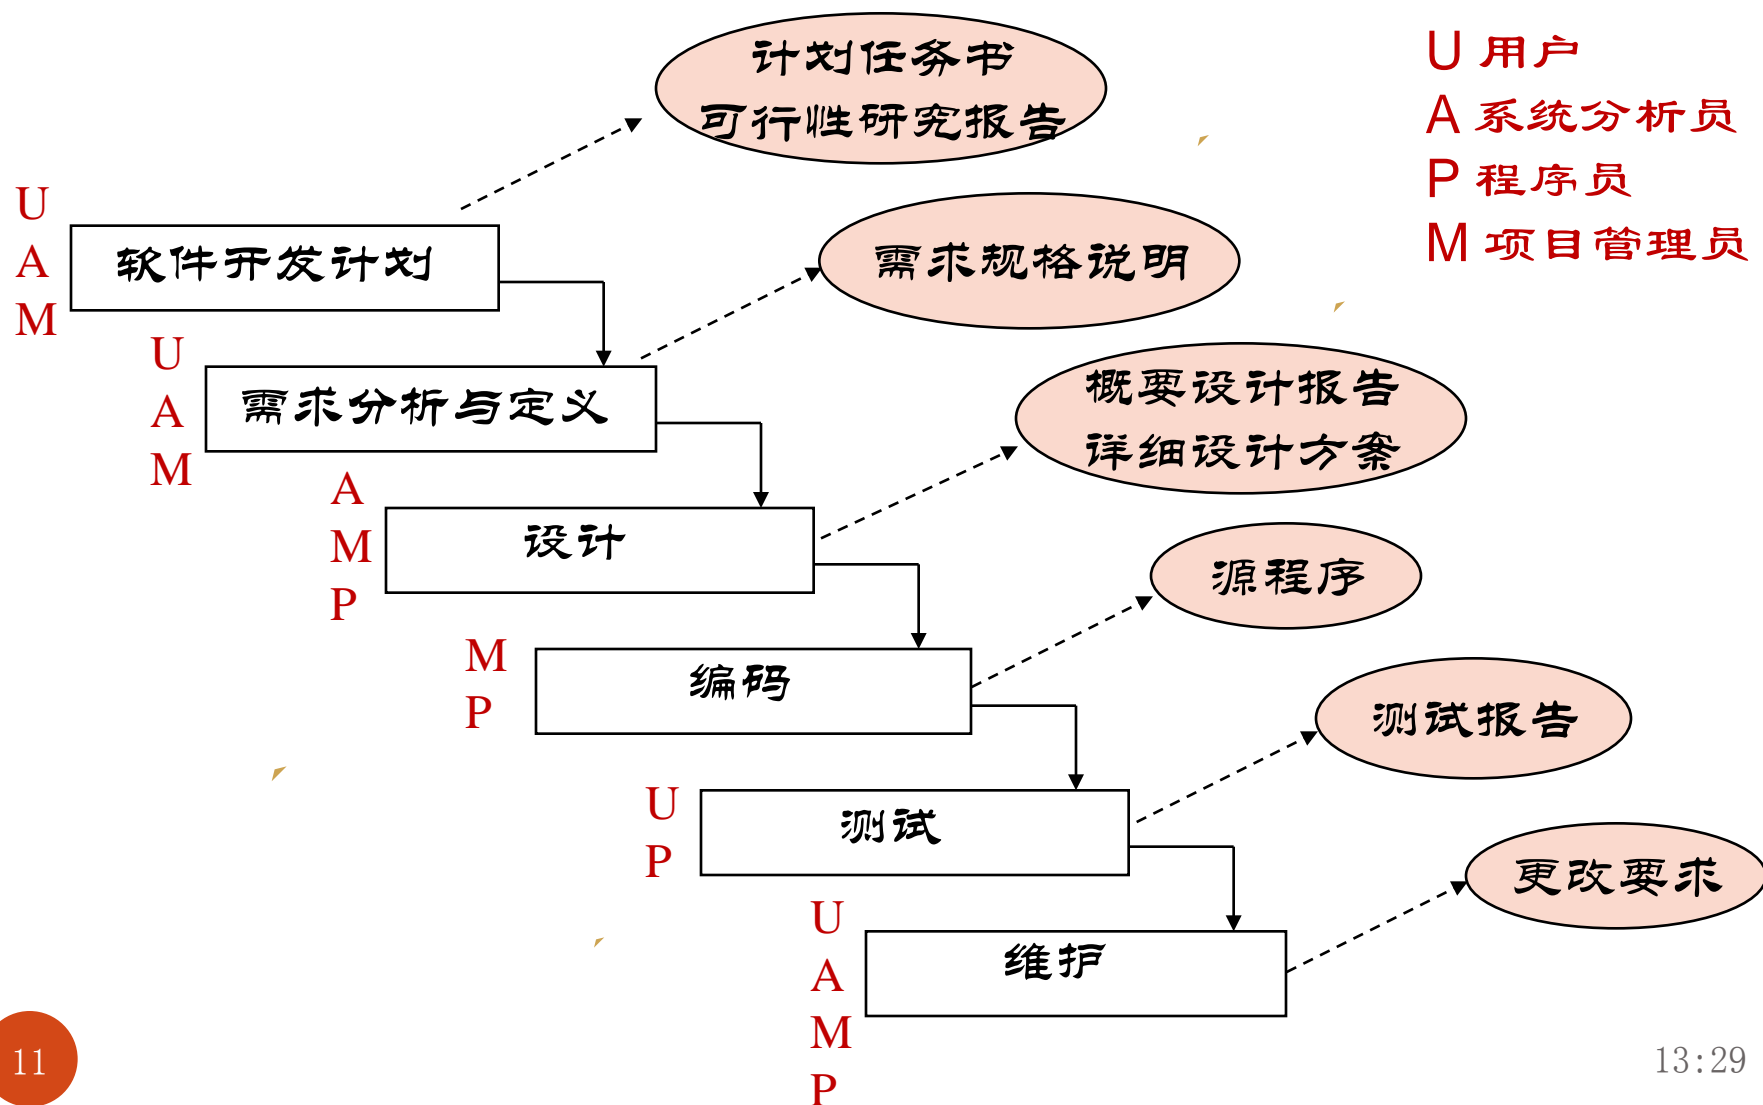 计划任务书
可行性研究报告
U 用户
A 系统分析员
P 程序员
M 项目管理员
U
A
M
软件开发计划
需求规格说明
U
A
M
需求分析与定义
概要设计报告
详细设计方案
A
M
P
设计
源程序
M
P
编码
测试报告
U
P
测试
更改要求
U
A
M
P
维护
11
13:29